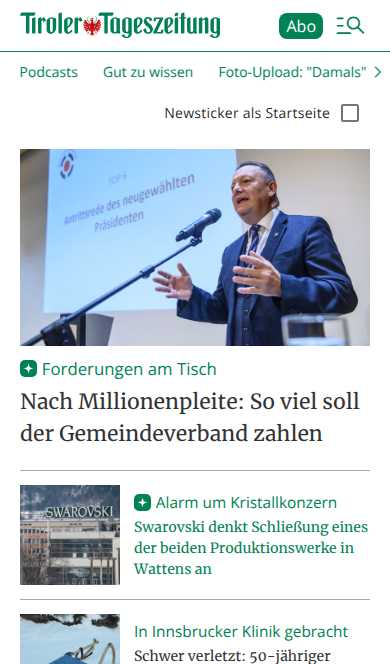 Tiroler Tageszeitung
Abo
Podcasts Gut zu wissen Foto-Upload: "Damals"
Newsticker als Startseite
TOP 6
Antrittsrede des neugewählten
Präsidenten
Forderungen am Tisch
Nach Millionenpleite: So viel soll
der Gemeindeverband zahlen
SWAROVSKI
Alarm um Kristallkonzern
Swarovski denkt Schließung eines
der beiden Produktionswerke in
Wattens an
In Innsbrucker Klinik gebracht
Schwer verletzt: 50-jähriger